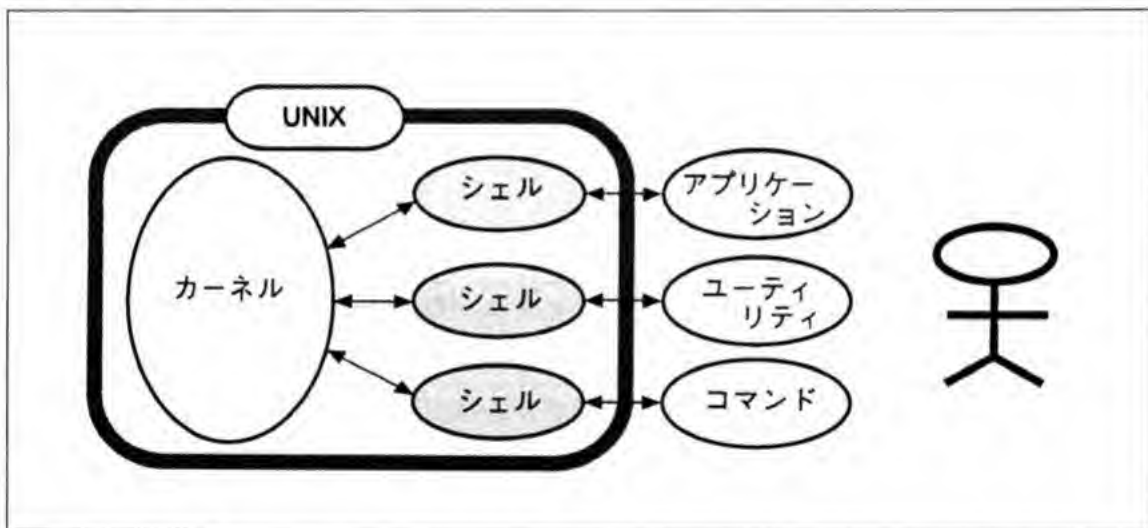 UNIX
カーネル
シェル
シェル
シェル
アプリケー
ション
ユーティ
リティ
コマンド